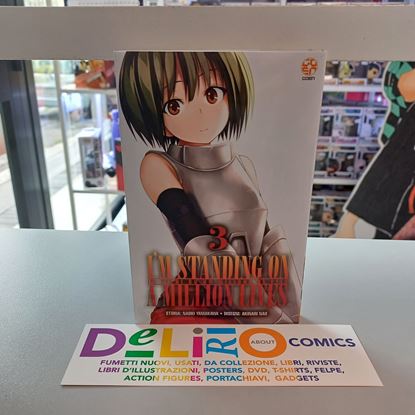 GOEN
3
I'M STANDING ON
A MILLION LIVES
STORIA: NAOKI YAMAKAWA • DISEGNI: AKINARI NAO
DeLiRIO
ABOUT
COMICS
FUMETTI NUOVI, USATI, DA COLLEZIONE, LIBRI, RIVISTE,
LIBRI D'ILLUSTRAZIONI, POSTERS, DVD, T-SHIRTS, FELPE,
ACTION FIGURES, PORTACHIAVI, GADGETS